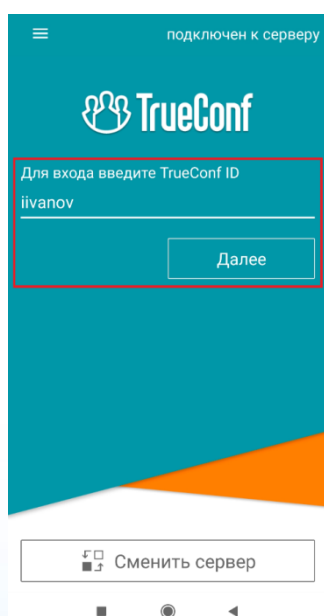 подключен к серверу
TrueConf
Для входа введите TrueConf ID
iivanov
Далее
Сменить сервер